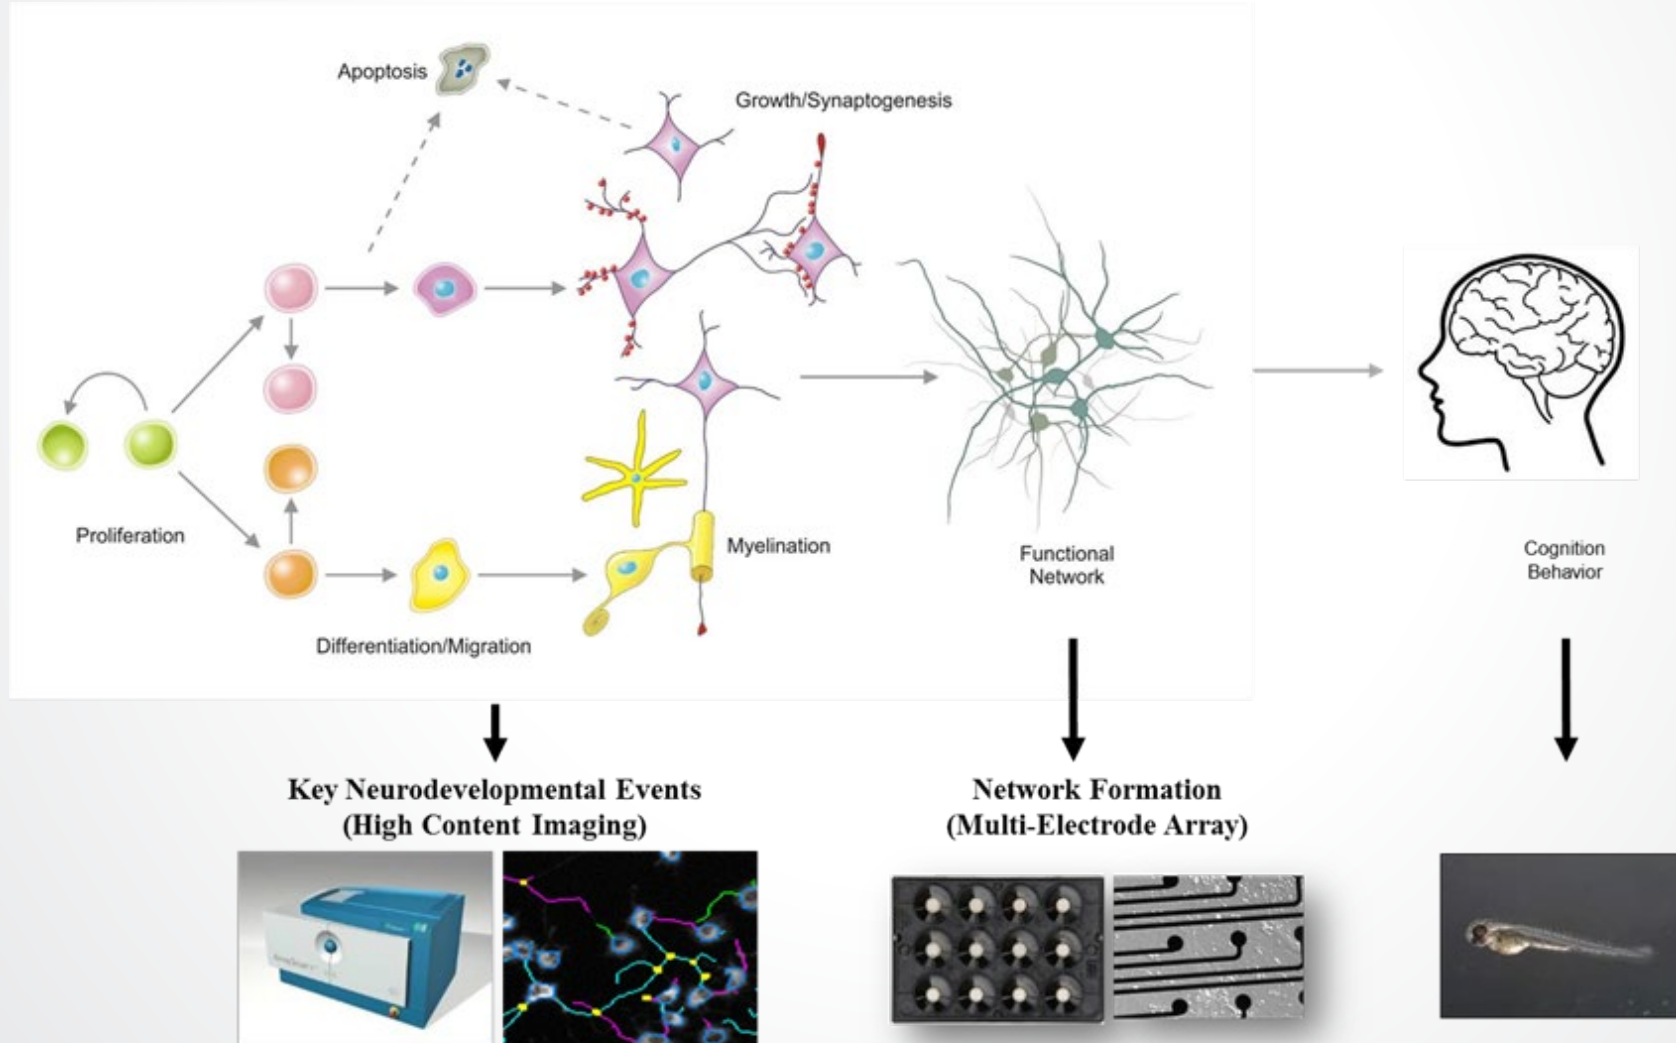 Apoptosis
Growth/Synaptogenesis
Proliferation
Myelination
Differentiation/Migration
Functional
Network
Cognition
Behavior
Key Neurodevelopmental Events
(High Content Imaging)
Network Formation
(Multi-Electrode Array)